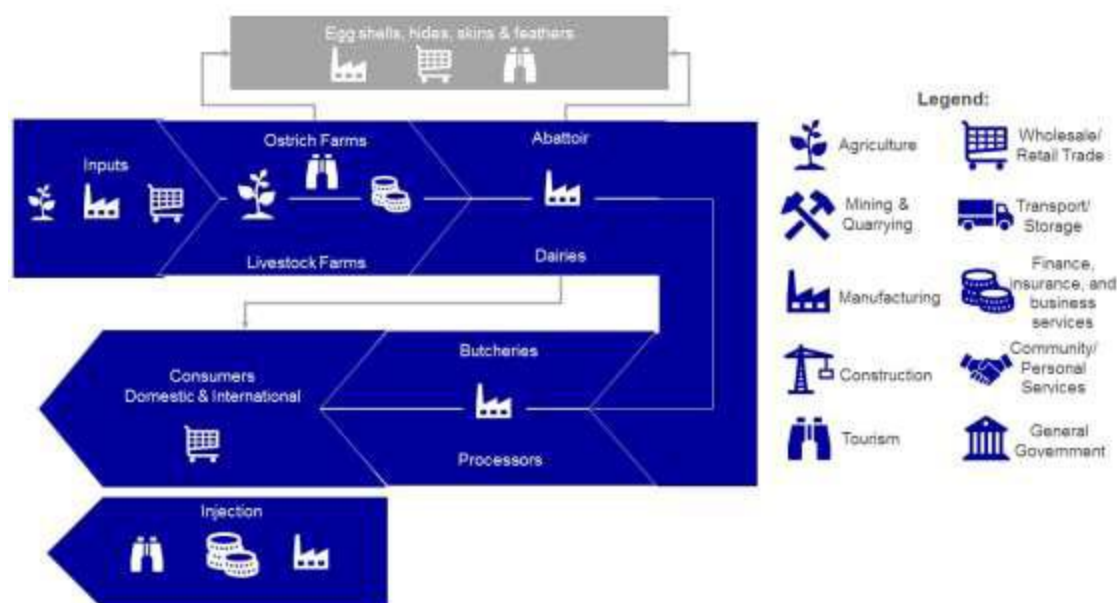 Egg shells, hides, skins & feathers
Inputs
Ostrich Farms
Abattoir
Livestock Farms
Dairies
Butcheries
Consumers
Domestic & International
Processors
Injection
Legend:
Agriculture
Wholesale/
Retail Trade
Mining &
Quarrying
Transport/
Storage
Manufacturing
Finance,
insurance, and
business
services
Construction
Community/
Personal
Services
Tourism
General
Government